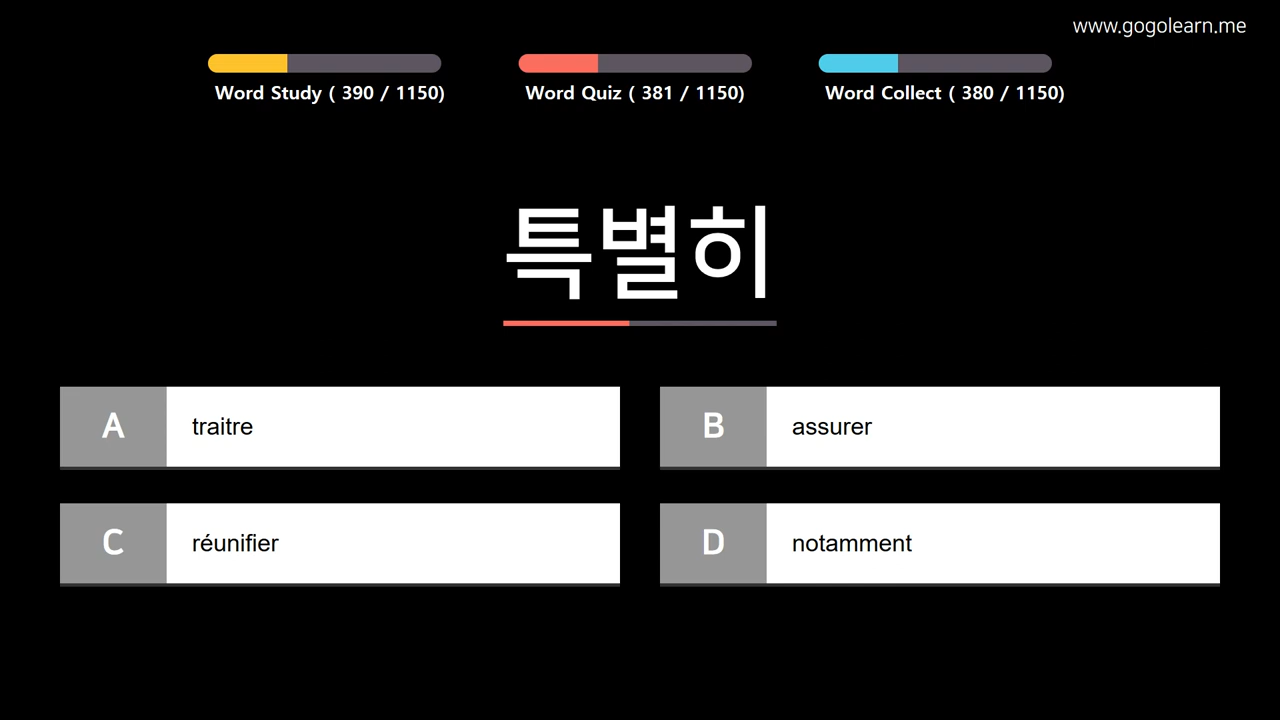 www.gogolearn.me
Word Study ( 390 / 1150)
Word Quiz ( 381 / 1150)
Word Collect ( 380 / 1150)
특별히
A traitre
B assurer
C réunifier
D notamment